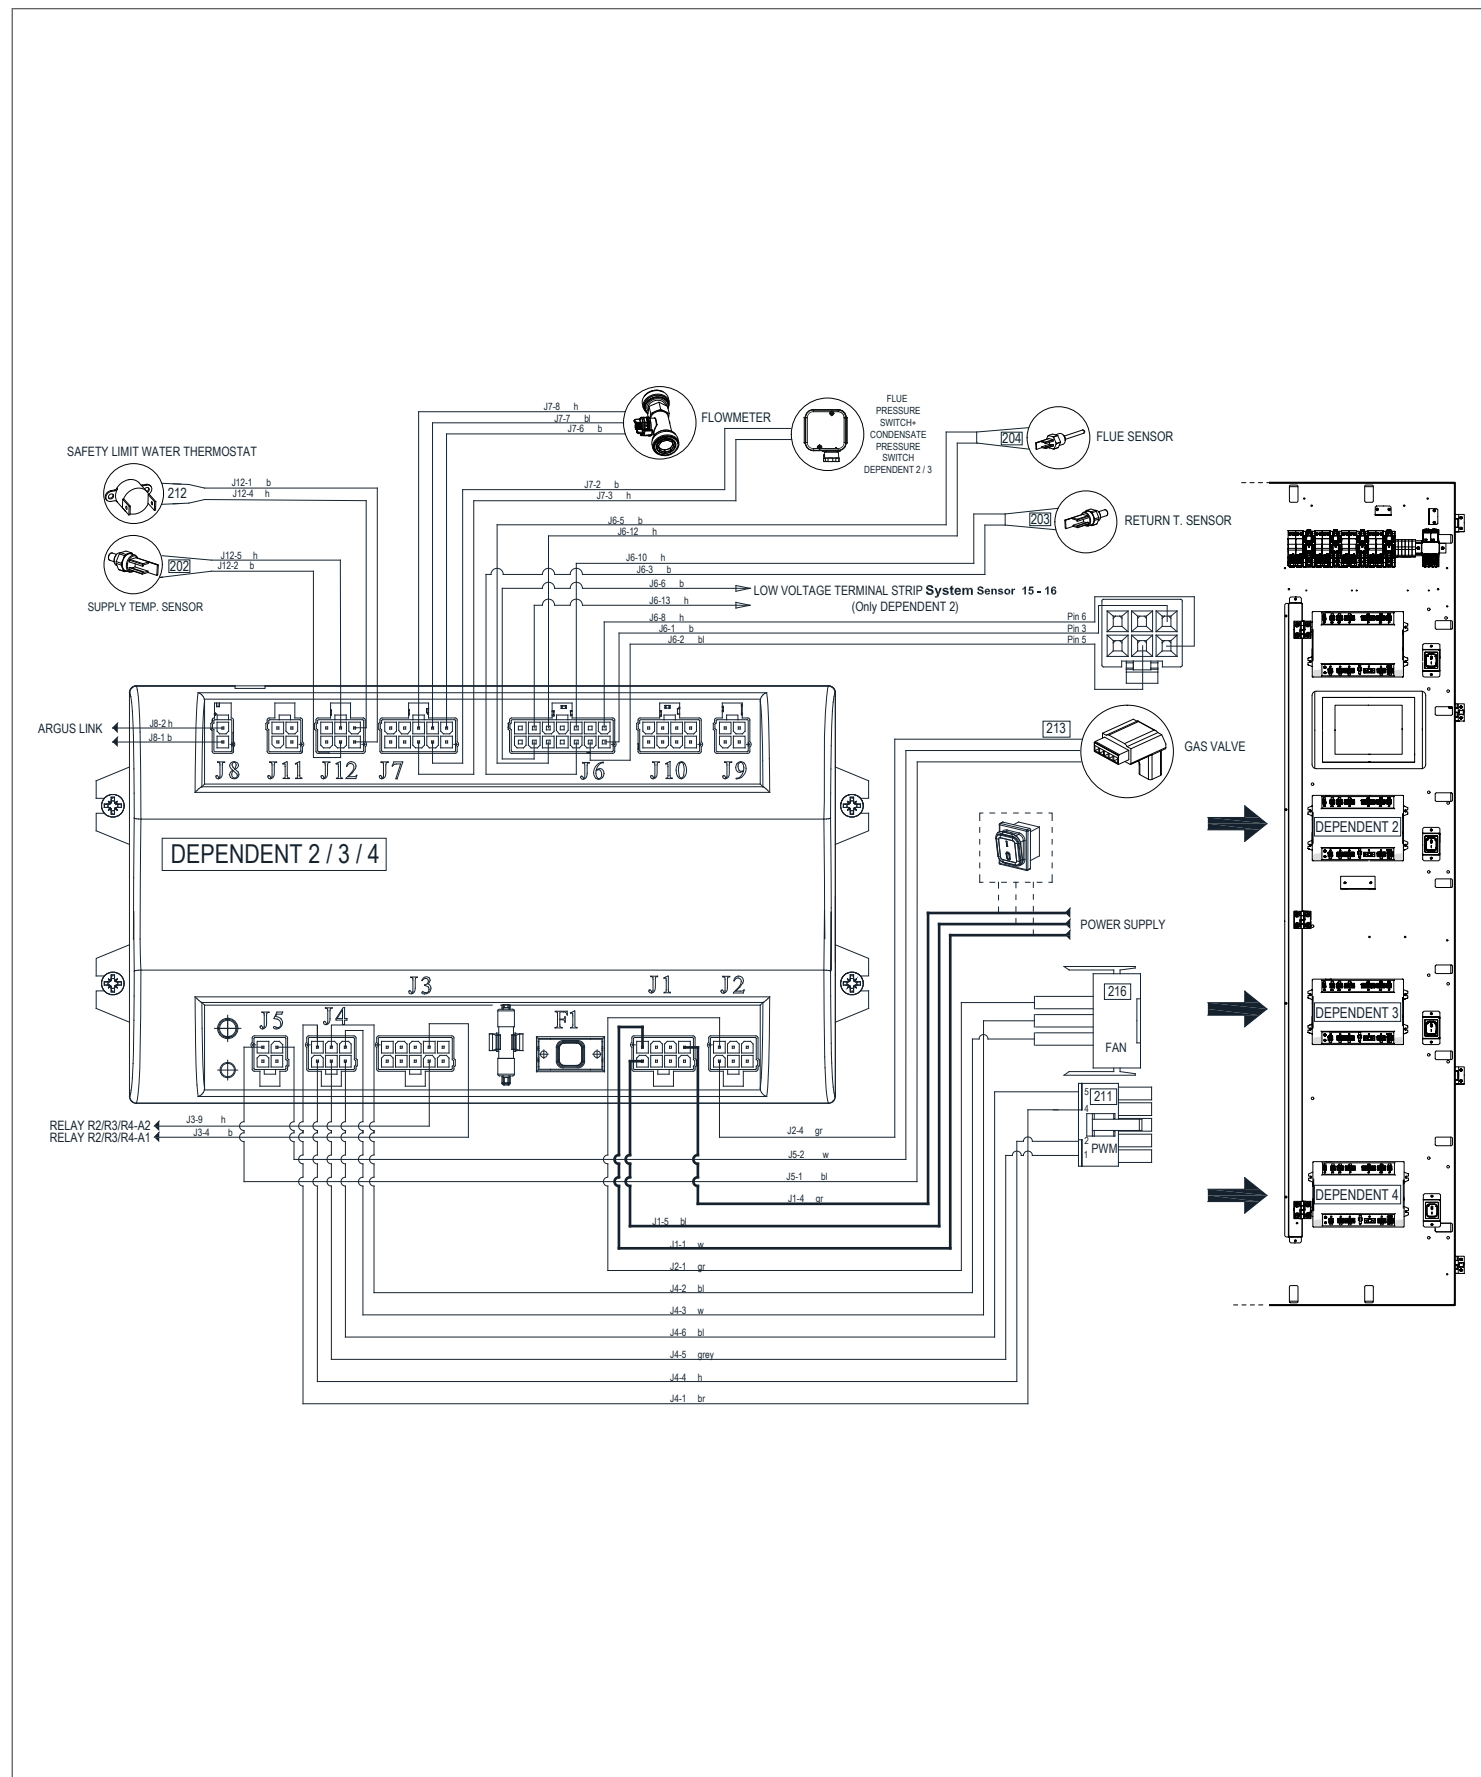 J7-8 h
J7-7 bl
J7-6 b
FLOWMETER
FLUE
PRESSURE
SWITCH+
CONDENSATE
PRESSURE
SWITCH
DEPENDENT 2 / 3
204
FLUE SENSOR
SAFETY LIMIT WATER THERMOSTAT
212
J12-1 b
J12-4 h
J7-2 b
J7-3 h
J6-5 b
J6-12 h
203
RETURN T. SENSOR
J12-5 h
J12-2 b
202
SUPPLY TEMP. SENSOR
J6-10 h
J6-3 b
J6-6 b
LOW VOLTAGE TERMINAL STRIP System Sensor 15 - 16
(Only DEPENDENT 2)
J6-13 h
J6-8 h
J6-1 b
J6-2 bl
Pin 6
Pin 3
Pin 5
ARGUS LINK
J8-2 h
J8-1 b
J8
J11
J12
J7
J6
J10
J9
213
GAS VALVE
DEPENDENT 2 / 3 / 4
DEPENDENT 2
POWER SUPPLY
J3
J1
J2
J5
J4
F1
216
FAN
DEPENDENT 3
5
211
4
2
PWM
1
RELAY R2/R3/R4-A2
RELAY R2/R3/R4-A1
J3-9 h
J3-4 b
J2-4 gr
J5-2 w
J5-1 bl
J1-4 gr
DEPENDENT 4
J1-5 bl
J1-1 w
J2-1 gr
J4-2 bl
J4-3 w
J4-6 bl
J4-5 grey
J4-4 h
J4-1 br